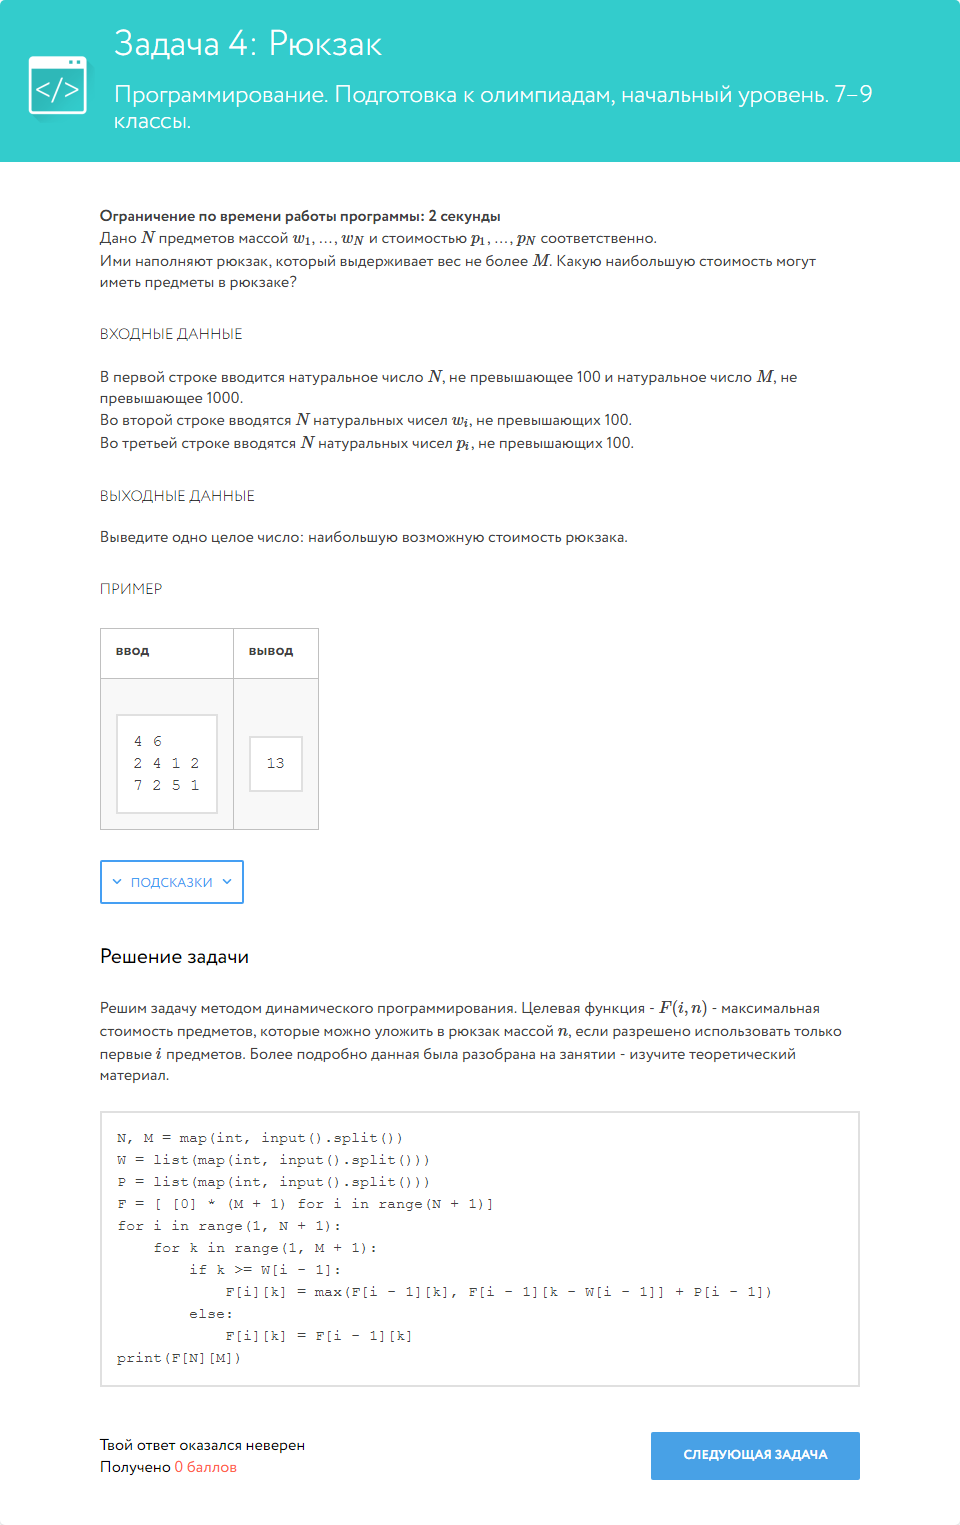 </>
Задача 4: Рюкзак
Программирование. Подготовка к олимпиадам, начальный уровень. 7–9
классы.
Ограничение по времени работы программы: 2 секунды
Дано N предметов массой w₁, …, w_N и стоимостью p₁, …, p_N соответственно.
Ими наполняют рюкзак, который выдерживает вес не более M. Какую наибольшую стоимость могут
иметь предметы в рюкзаке?
ВХОДНЫЕ ДАННЫЕ
В первой строке вводится натуральное число N, не превышающее 100 и натуральное число M, не
превышающее 1000.
Во второй строке вводятся N натуральных чисел wᵢ, не превышающих 100.
Во третьей строке вводятся N натуральных чисел pᵢ, не превышающих 100.
ВЫХОДНЫЕ ДАННЫЕ
Выведите одно целое число: наибольшую возможную стоимость рюкзака.
ПРИМЕР
ввод вывод
4 6
2 4 1 2
7 2 5 1
13
ПОДСКАЗКИ
Решение задачи
Решим задачу методом динамического программирования. Целевая функция - F(i, n) - максимальная
стоимость предметов, которые можно уложить в рюкзак массой n, если разрешено использовать только
первые i предметов. Более подробно данная была разобрана на занятии - изучите теоретический
материал.
N, M = map(int, input().split())
W = list(map(int, input().split()))
P = list(map(int, input().split()))
F = [ [0] * (M + 1) for i in range(N + 1)]
for i in range(1, N + 1):
    for k in range(1, M + 1):
        if k >= W[i - 1]:
            F[i][k] = max(F[i - 1][k], F[i - 1][k - W[i - 1]] + P[i - 1])
        else:
            F[i][k] = F[i - 1][k]
print(F[N][M])
Твой ответ оказался неверен
Получено 0 баллов
СЛЕДУЮЩАЯ ЗАДАЧА